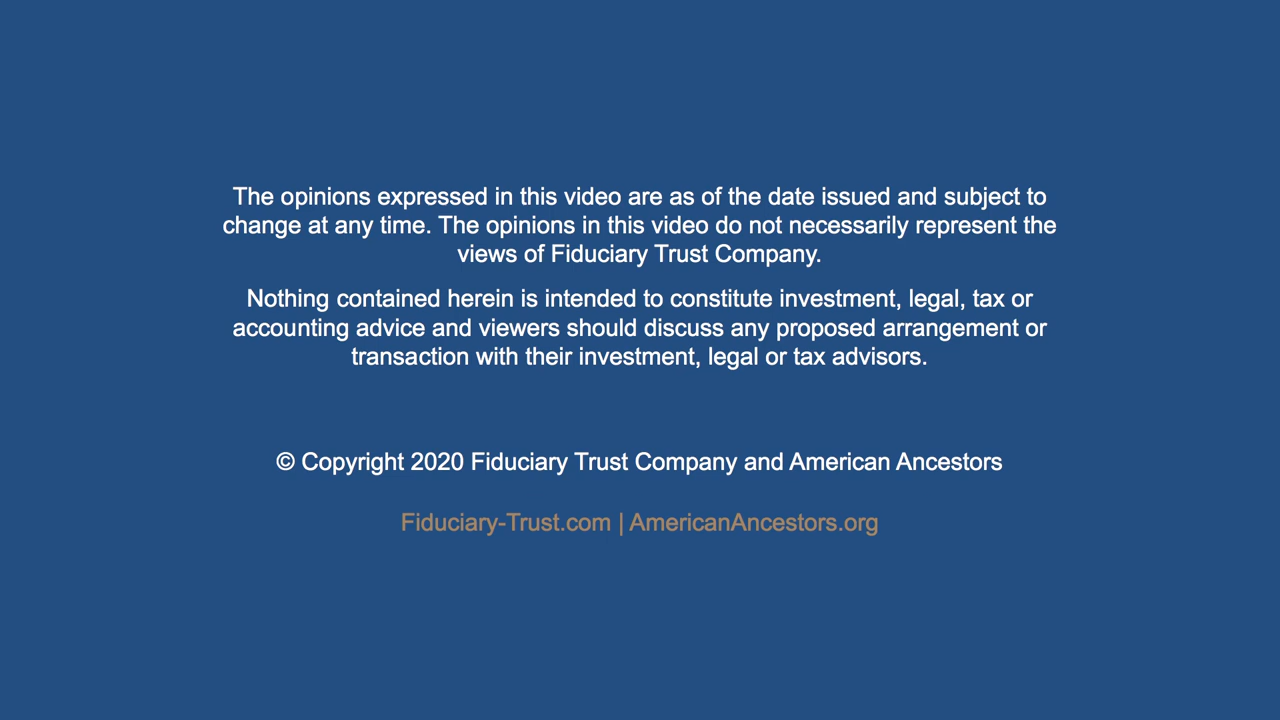 The opinions expressed in this video are as of the date issued and subject to
change at any time. The opinions in this video do not necessarily represent the
views of Fiduciary Trust Company.
Nothing contained herein is intended to constitute investment, legal, tax or
accounting advice and viewers should discuss any proposed arrangement or
transaction with their investment, legal or tax advisors.
© Copyright 2020 Fiduciary Trust Company and American Ancestors
Fiduciary-Trust.com | AmericanAncestors.org